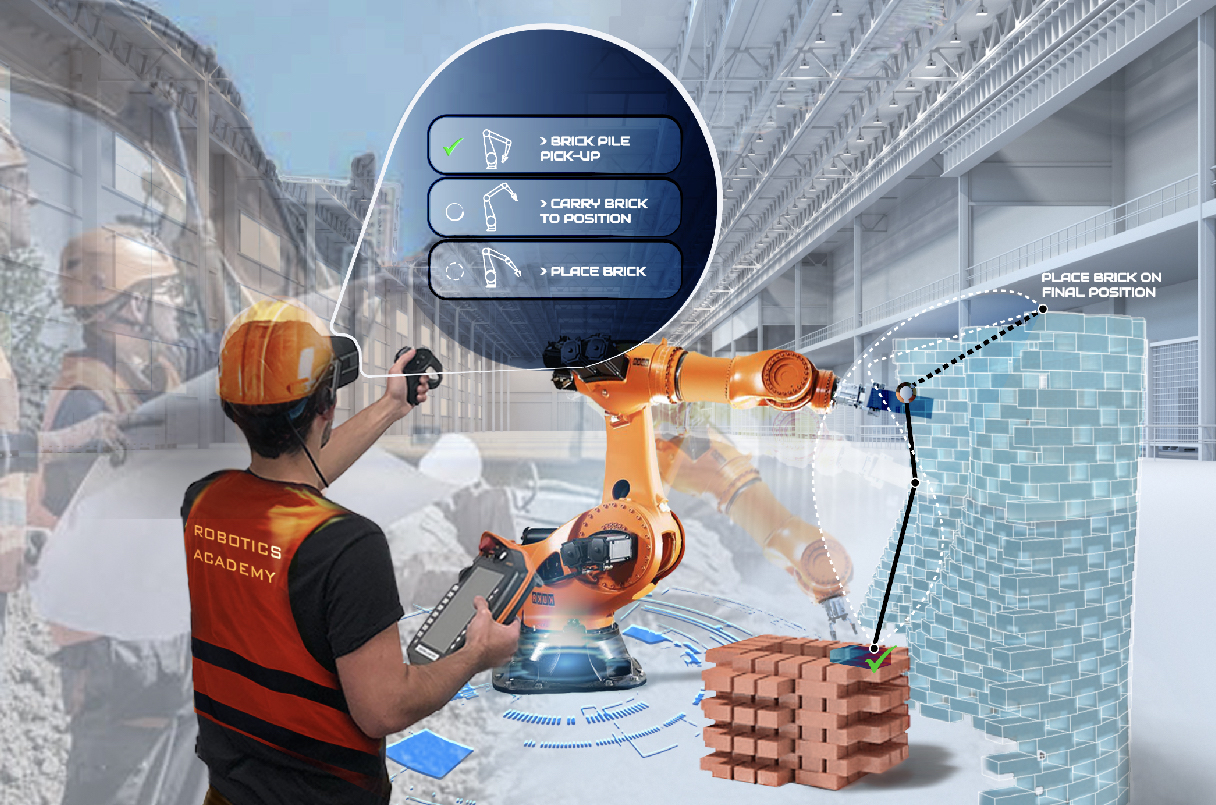 > BRICK PILE
PICK-UP
> CARRY BRICK
TO POSITION
> PLACE BRICK
PLACE BRICK ON
FINAL POSITION
ROBOTICS
ACADEMY